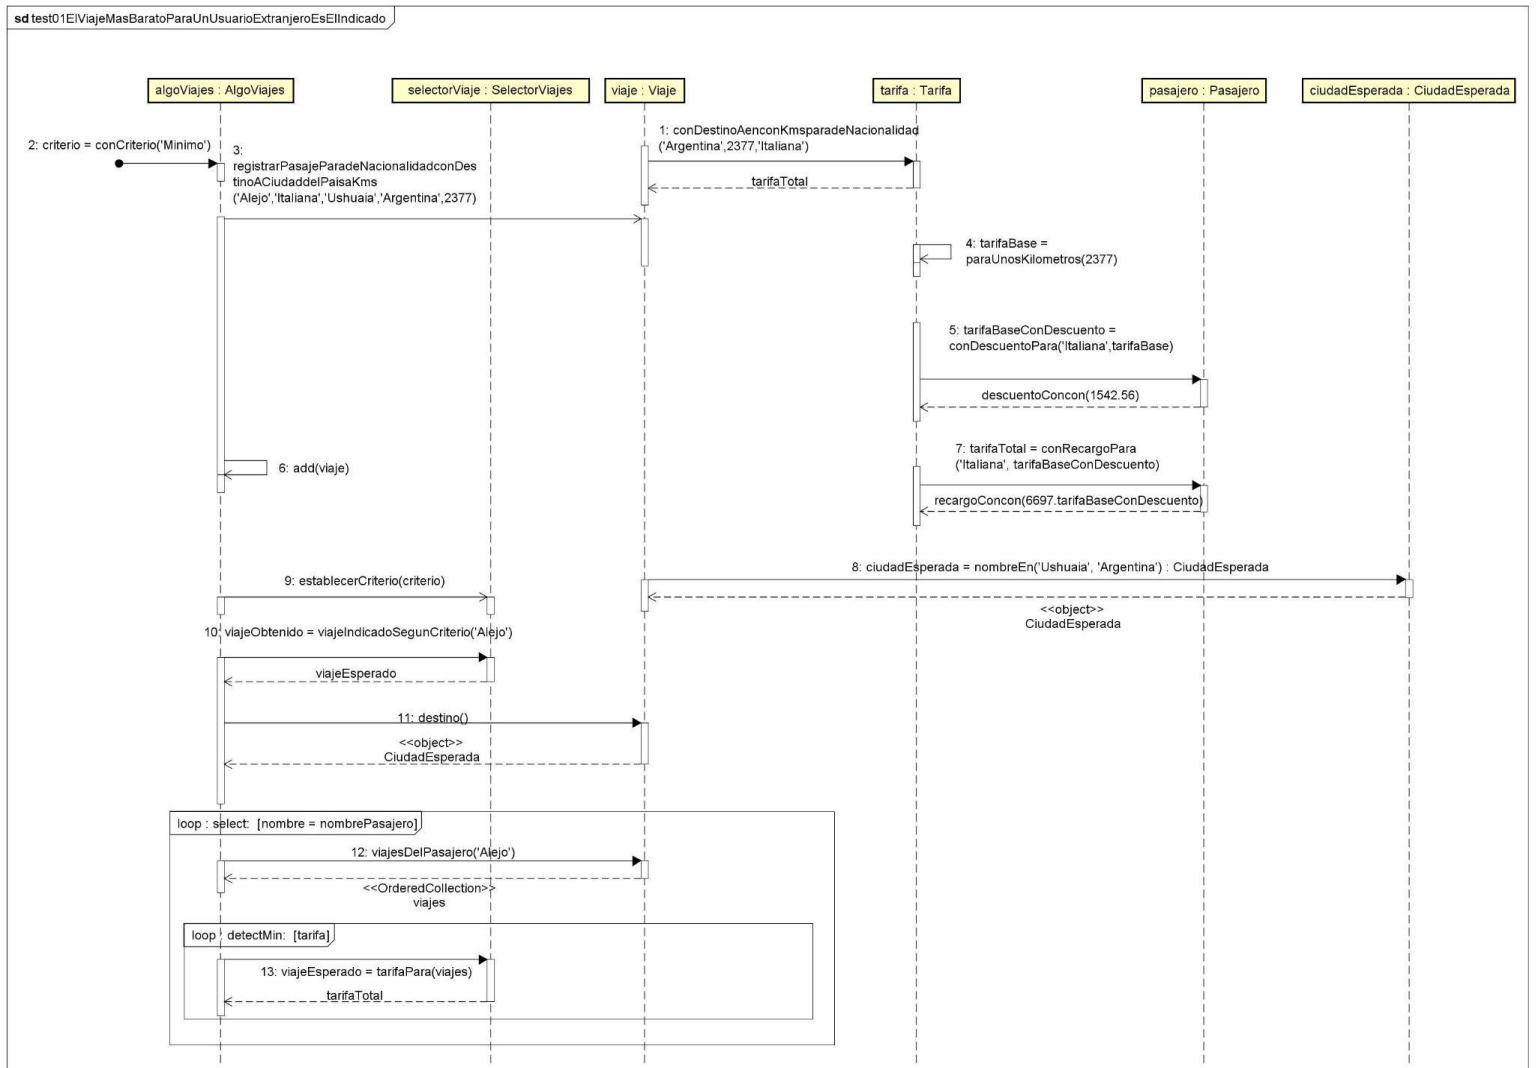 sd test01ElViajeMasBaratoParaUnUsuarioExtranjeroEsElIndicado
algoViajes : AlgoViajes
selectorViaje : SelectorViajes
viaje : Viaje
tarifa : Tarifa
pasajero : Pasajero
ciudadEsperada : CiudadEsperada
1: conDestinoAenconKmsparadeNacionalidad
('Argentina',2377,'Italiana')
2: criterio = conCriterio('Minimo')
3:
registrarPasajeParadeNacionalidadconDes
tinoACiudaddelPaisaKms
('Alejo','Italiana','Ushuaia','Argentina',2377)
tarifaTotal
4: tarifaBase =
paraUnosKilometros(2377)
5: tarifaBaseConDescuento =
conDescuentoPara('Italiana',tarifaBase)
descuentoConcon(1542.56)
7: tarifaTotal = conRecargoPara
('Italiana', tarifaBaseConDescuento)
6: add(viaje)
recargoConcon(6697.tarifaBaseConDescuento)
8: ciudadEsperada = nombreEn('Ushuaia', 'Argentina') : CiudadEsperada
9: establecerCriterio(criterio)
<<object>>
CiudadEsperada
10: viajeObtenido = viajeIndicadoSegunCriterio('Alejo')
viajeEsperado
11: destino()
<<object>>
CiudadEsperada
loop : select: [nombre = nombrePasajero]
12: viajesDelPasajero('Alejo')
<<OrderedCollection>>
viajes
loop : detectMin: [tarifa]
13: viajeEsperado = tarifaPara(viajes)
tarifaTotal